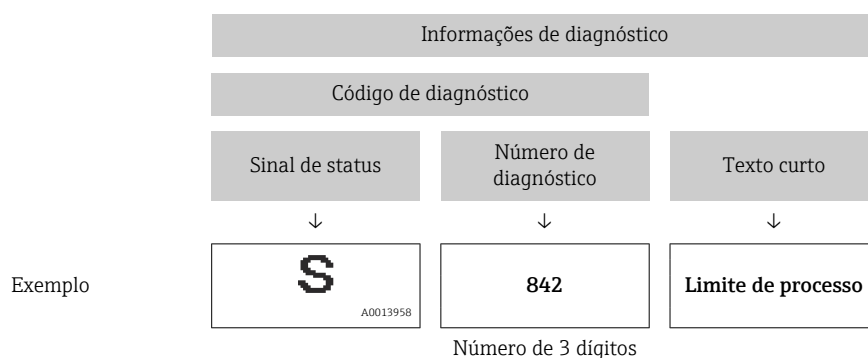 Informações de diagnóstico
Código de diagnóstico
Sinal de status
Número de
diagnóstico
Texto curto
↓ ↓ ↓
Exemplo
S
A0013958
842
Limite de processo
Número de 3 dígitos